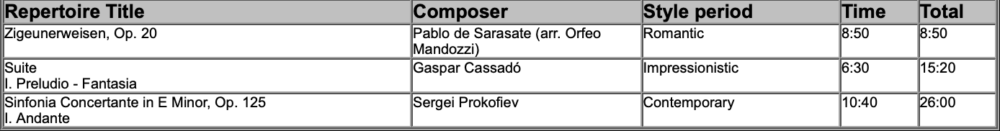 Repertoire Title Composer Style period Time Total
Zigeunerweisen, Op. 20 Pablo de Sarasate (arr. Orfeo Romantic 8:50 8:50
Mandozzi)
Suite Gaspar Cassadó Impressionistic 6:30 15:20
I. Preludio - Fantasia
Sinfonia Concertante in E Minor, Op. 125 Sergei Prokofiev Contemporary 10:40 26:00
I. Andante